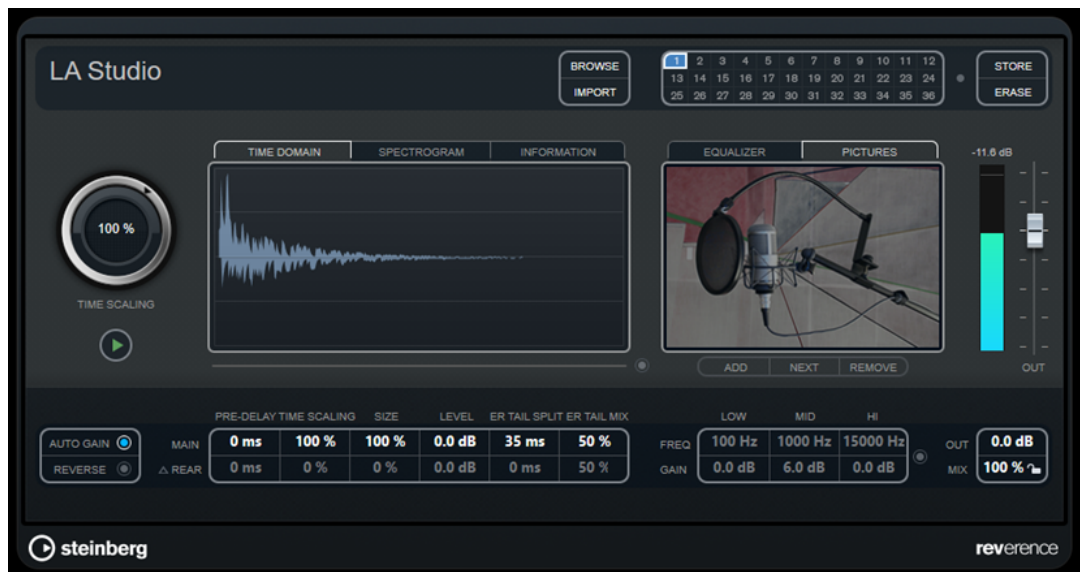 LA Studio
BROWSE
IMPORT
1 2 3 4 5 6 7 8 9 10 11 12
13 14 15 16 17 18 19 20 21 22 23 24
25 26 27 28 29 30 31 32 33 34 35 36
STORE
ERASE
TIME DOMAIN SPECTROGRAM INFORMATION
EQUALIZER PICTURES
-11.6 dB
100 %
TIME SCALING
ADD NEXT REMOVE
OUT
PRE-DELAY TIME SCALING SIZE LEVEL ER TAIL SPLIT ER TAIL MIX
LOW MID HI
AUTO GAIN
REVERSE
MAIN 0 ms 100 % 100 % 0.0 dB 35 ms 50 %
△ REAR 0 ms 0 % 0 % 0.0 dB 0 ms 50 %
FREQ 100 Hz 1000 Hz 15000 Hz
GAIN 0.0 dB 6.0 dB 0.0 dB
OUT 0.0 dB
MIX 100 %
steinberg
reverence